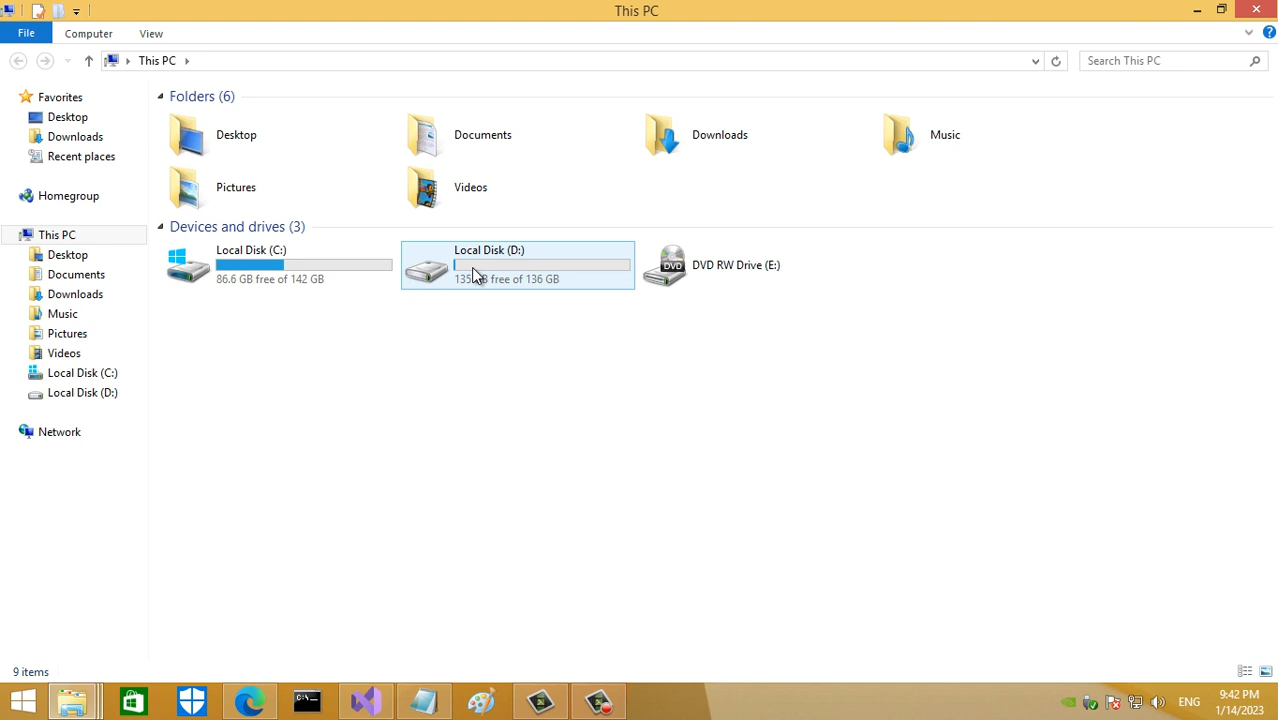 This PC
File
Computer
View
This PC
Search This PC
Favorites
Desktop
Downloads
Recent places
Homegroup
This PC
Desktop
Documents
Downloads
Music
Pictures
Videos
Local Disk (C:)
Local Disk (D:)
Network
Folders (6)
Desktop
Documents
Downloads
Music
Pictures
Videos
Devices and drives (3)
Local Disk (C:)
86.6 GB free of 142 GB
Local Disk (D:)
135 B free of 136 GB
DVD
DVD RW Drive (E:)
9 items
C:\
ENG
9:42 PM
1/14/2023